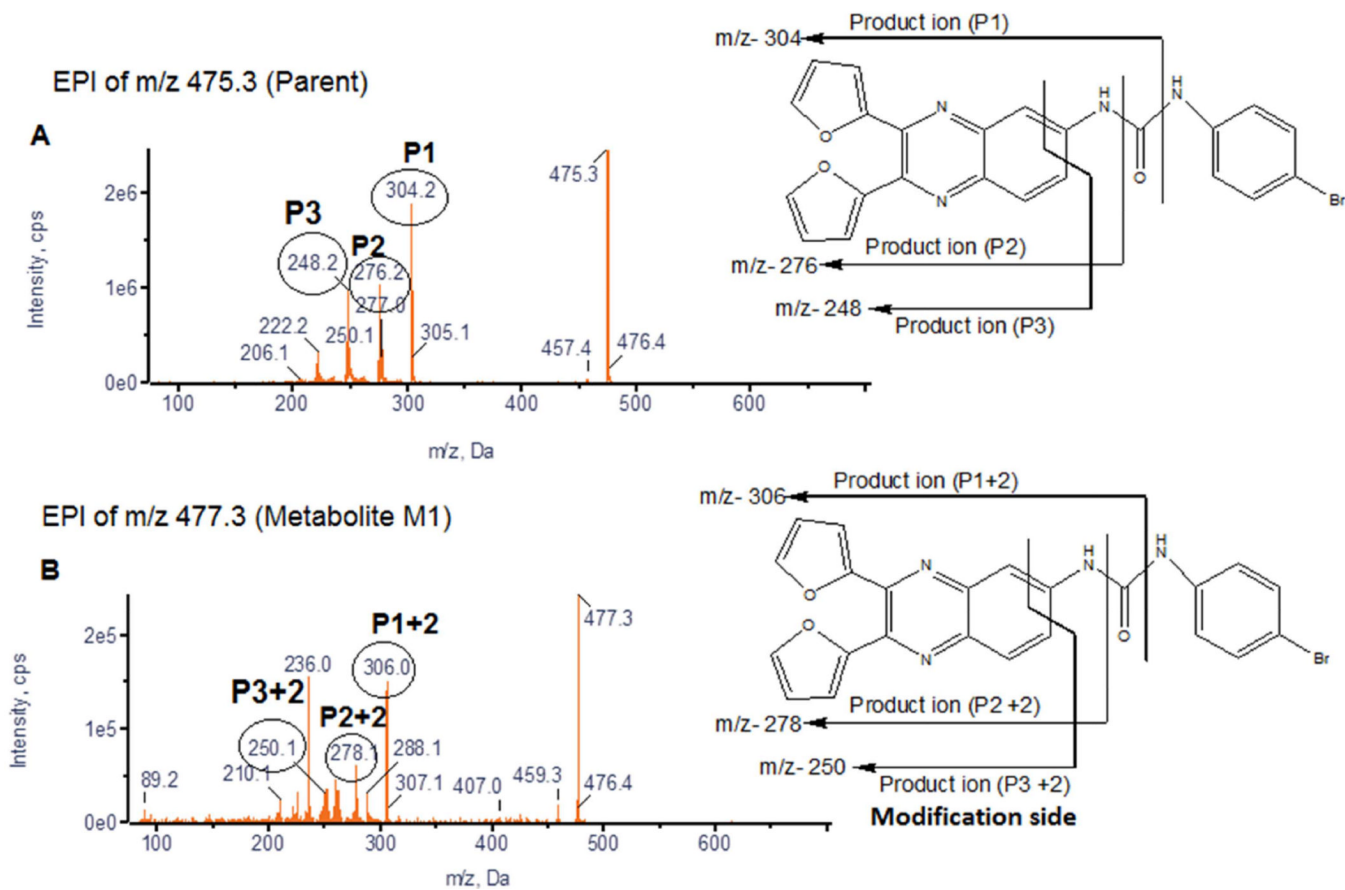 EPI of m/z 475.3 (Parent)
A
Intensity, cps
2e6
1e6
0e0
P1
304.2
P3
P2
248.2
276.2
277.0
222.2
250.1
206.1
305.1
475.3
457.4
476.4
100 200 300 400 500 600
m/z, Da
Product ion (P1)
m/z- 304
N
H
N
H
N
N
O
O
O
Br
Product ion (P2)
m/z- 276
m/z- 248
Product ion (P3)
EPI of m/z 477.3 (Metabolite M1)
B
Intensity, cps
2e5
1e5
0e0
P1+2
236.0
306.0
P3+2
P2+2
250.1
278.1
288.1
210.1
307.1
89.2
407.0
459.3
477.3
476.4
100 200 300 400 500 600
m/z, Da
Product ion (P1+2)
m/z- 306
H
N
H
N
N
N
O
O
O
Br
Product ion (P2 +2)
m/z- 278
m/z- 250
Product ion (P3 +2)
Modification side